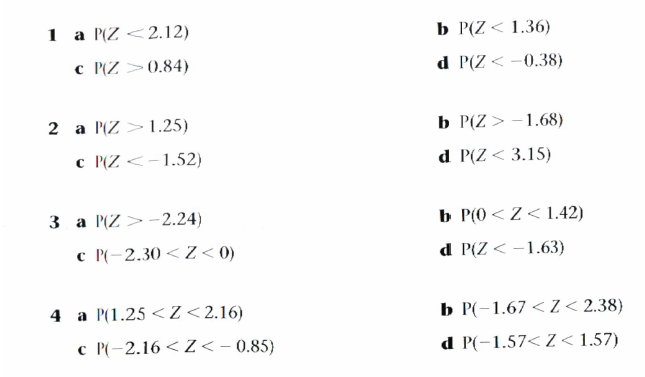 1 a P(Z < 2.12) b P(Z < 1.36)
c P(Z > 0.84) d P(Z < −0.38)
2 a P(Z > 1.25) b P(Z > −1.68)
c P(Z < −1.52) d P(Z < 3.15)
3 a P(Z > −2.24) b P(0 < Z < 1.42)
c P(−2.30 < Z < 0) d P(Z < −1.63)
4 a P(1.25 < Z < 2.16) b P(−1.67 < Z < 2.38)
c P(−2.16 < Z < − 0.85) d P(−1.57 < Z < 1.57)